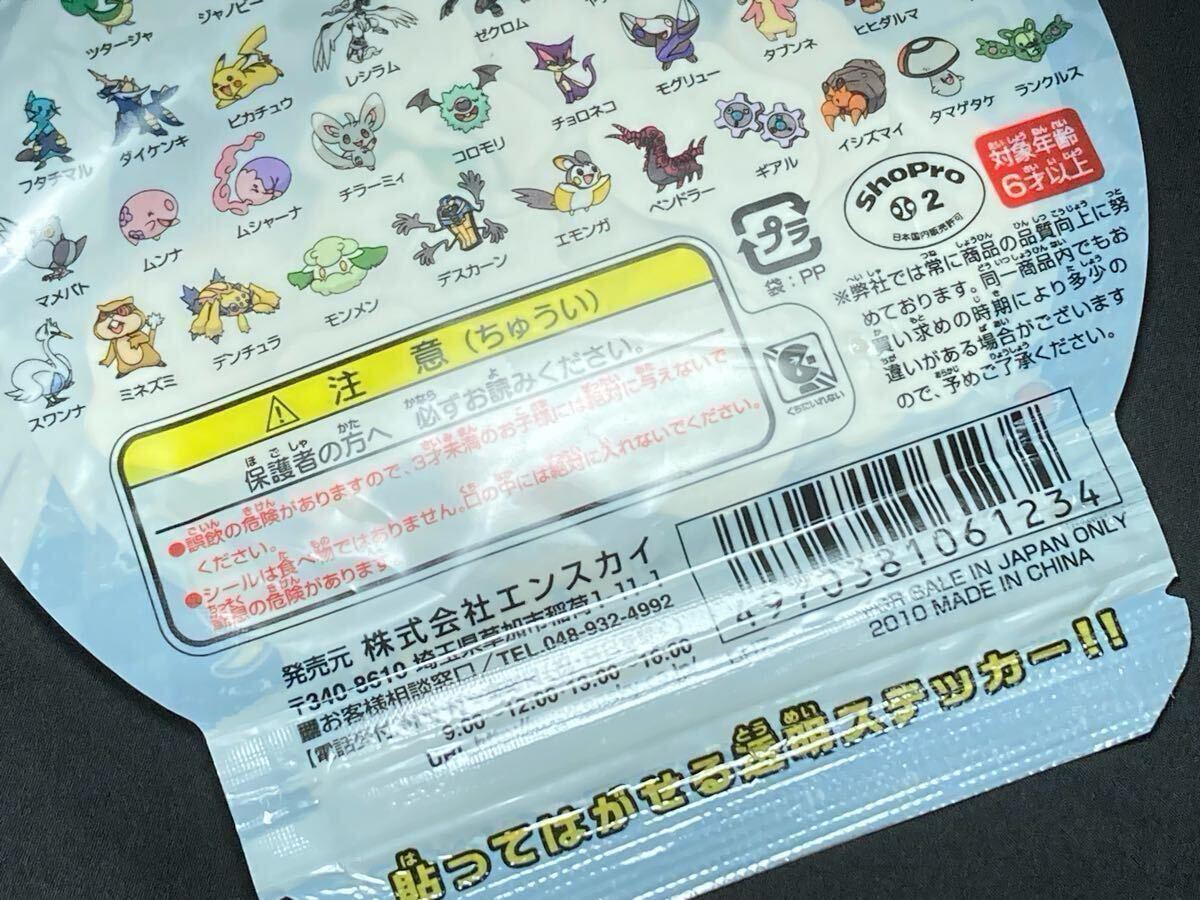 ツタージャ
ジャノビー
レシラム
ゼクロム
タブンネ
ヒヒダルマ
フタチマル
ダイケンキ
ピカチュウ
チラーミィ
コロモリ
チョロネコ
モグリュー
イシズマイ
タマゲタケ
ランクルス
マメパト
ムンナ
ムシャーナ
デスカーン
エモンガ
ペンドラー
ギアル
スワンナ
ミネズミ
デンチュラ
モンメン
プラ
袋:PP
ShoPro
2
日本国内販売許可
対象年齢
6才以上
※弊社では常に商品の品質向上に努
めております。同一商品内でもお
買い求めの時期により多少の
違いがある場合がございます
ので、予めご了承ください。
注意(ちゅうい)
保護者の方へ 必ずお読みください。
●誤飲の危険がありますので、3才未満のお子様には絶対に与えないで
ください。
●シールは食べ物ではありません。口の中には絶対に入れないでください。
窒息の危険があります
くちにいれない
発売元 株式会社エンスカイ
〒340-8610 埼玉県草加市稲荷1-11-1
■お客様相談窓口/TEL.048-932-4992
9:00〜12:00・13:00〜16:00
4970381061234
FOR SALE IN JAPAN ONLY
2010 MADE IN CHINA
貼ってはがせる透明ステッカー!!